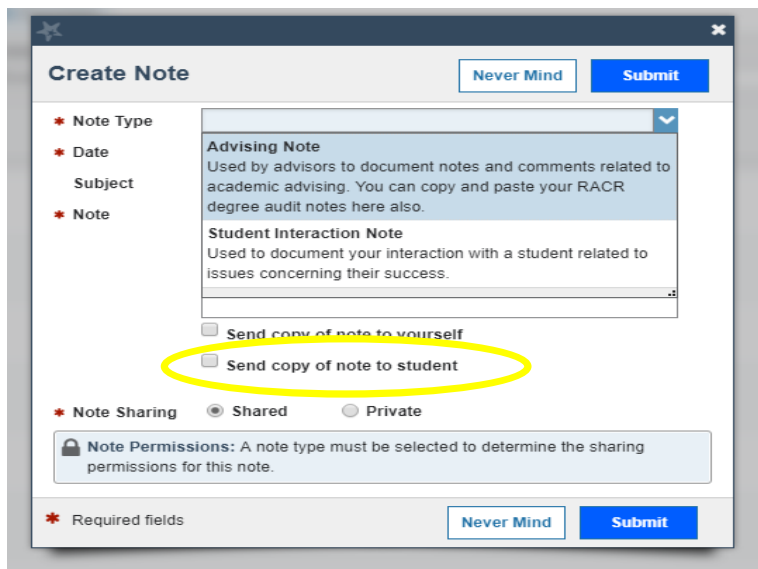 Create Note
Never Mind
Submit
* Note Type
Advising Note
Used by advisors to document notes and comments related to
academic advising. You can copy and paste your RACR
degree audit notes here also.
Student Interaction Note
Used to document your interaction with a student related to
issues concerning their success.
* Date
Subject
* Note
Send copy of note to yourself
Send copy of note to student
* Note Sharing
Shared
Private
Note Permissions: A note type must be selected to determine the sharing
permissions for this note.
* Required fields
Never Mind
Submit